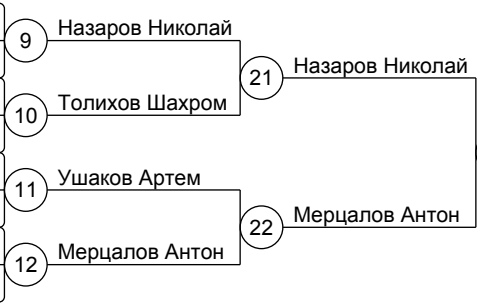 9 Назаров Николай
21 Назаров Николай
10 Толихов Шахром
11 Ушаков Артем
22 Мерцалов Антон
12 Мерцалов Антон